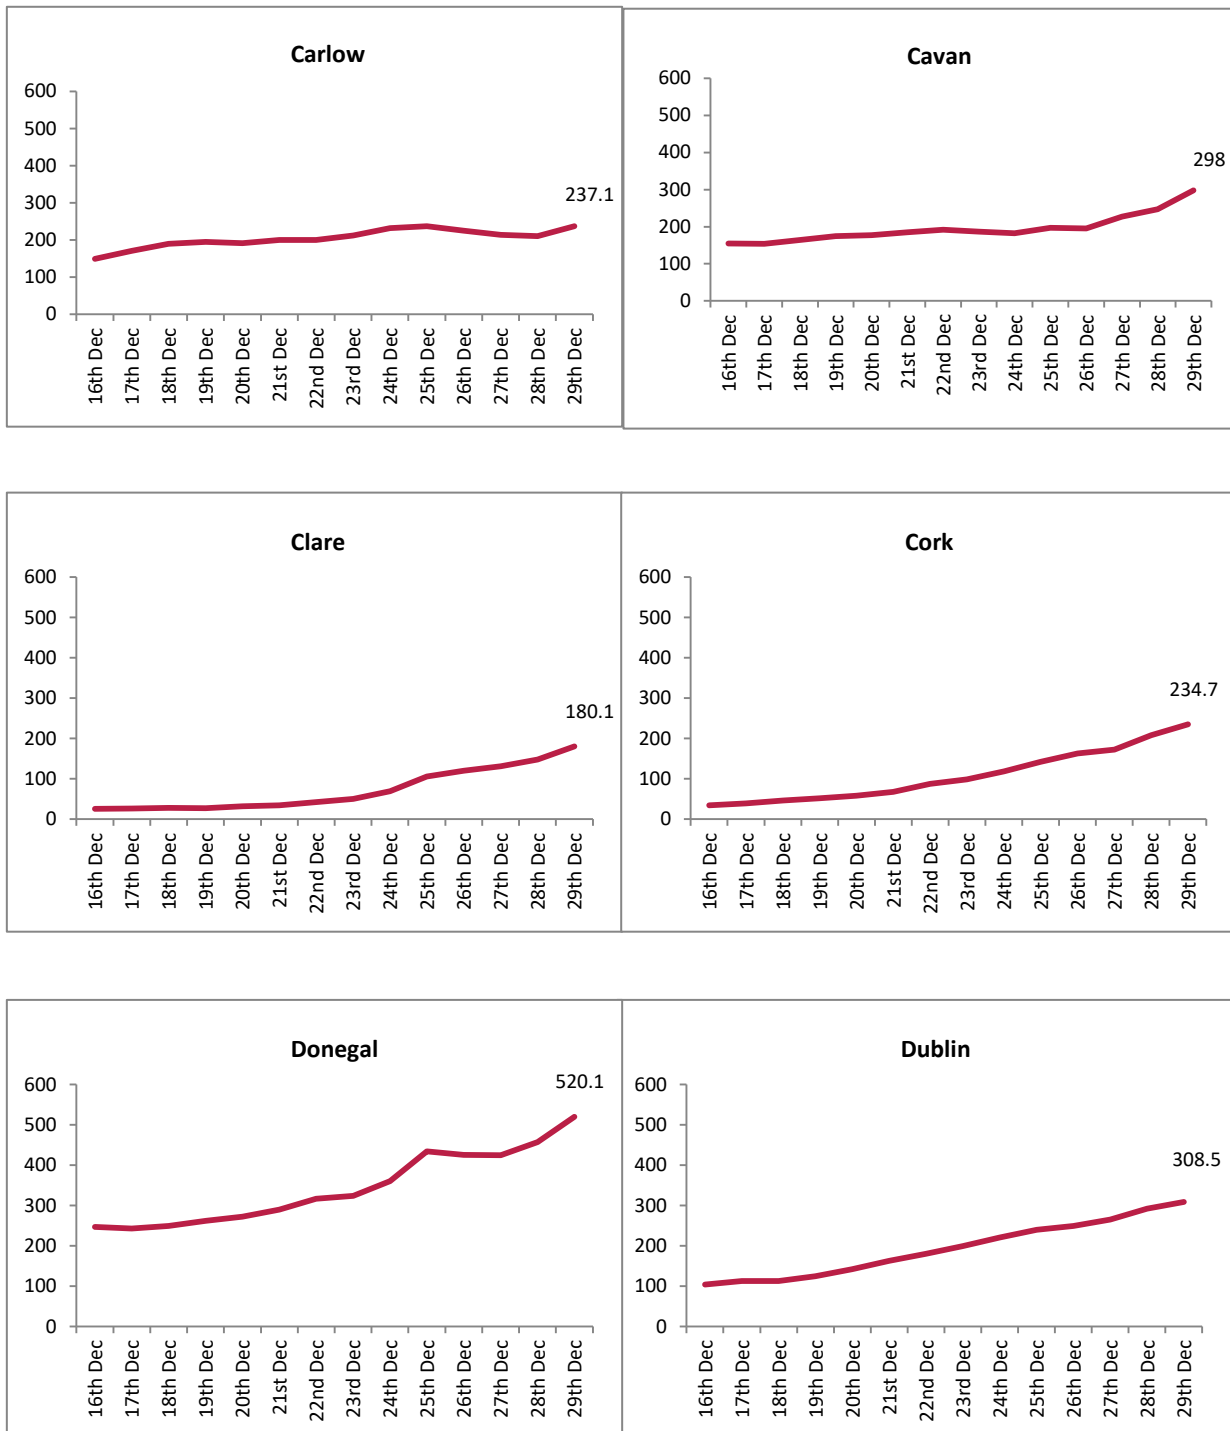 Carlow
600
500
400
300
200
100
0
237.1
16th Dec
17th Dec
18th Dec
19th Dec
20th Dec
21st Dec
22nd Dec
23rd Dec
24th Dec
25th Dec
26th Dec
27th Dec
28th Dec
29th Dec
Cavan
600
500
400
300
200
100
0
298
16th Dec
17th Dec
18th Dec
19th Dec
20th Dec
21st Dec
22nd Dec
23rd Dec
24th Dec
25th Dec
26th Dec
27th Dec
28th Dec
29th Dec
Clare
600
500
400
300
200
100
0
180.1
16th Dec
17th Dec
18th Dec
19th Dec
20th Dec
21st Dec
22nd Dec
23rd Dec
24th Dec
25th Dec
26th Dec
27th Dec
28th Dec
29th Dec
Cork
600
500
400
300
200
100
0
234.7
16th Dec
17th Dec
18th Dec
19th Dec
20th Dec
21st Dec
22nd Dec
23rd Dec
24th Dec
25th Dec
26th Dec
27th Dec
28th Dec
29th Dec
Donegal
600
500
400
300
200
100
0
520.1
16th Dec
17th Dec
18th Dec
19th Dec
20th Dec
21st Dec
22nd Dec
23rd Dec
24th Dec
25th Dec
26th Dec
27th Dec
28th Dec
29th Dec
Dublin
600
500
400
300
200
100
0
308.5
16th Dec
17th Dec
18th Dec
19th Dec
20th Dec
21st Dec
22nd Dec
23rd Dec
24th Dec
25th Dec
26th Dec
27th Dec
28th Dec
29th Dec